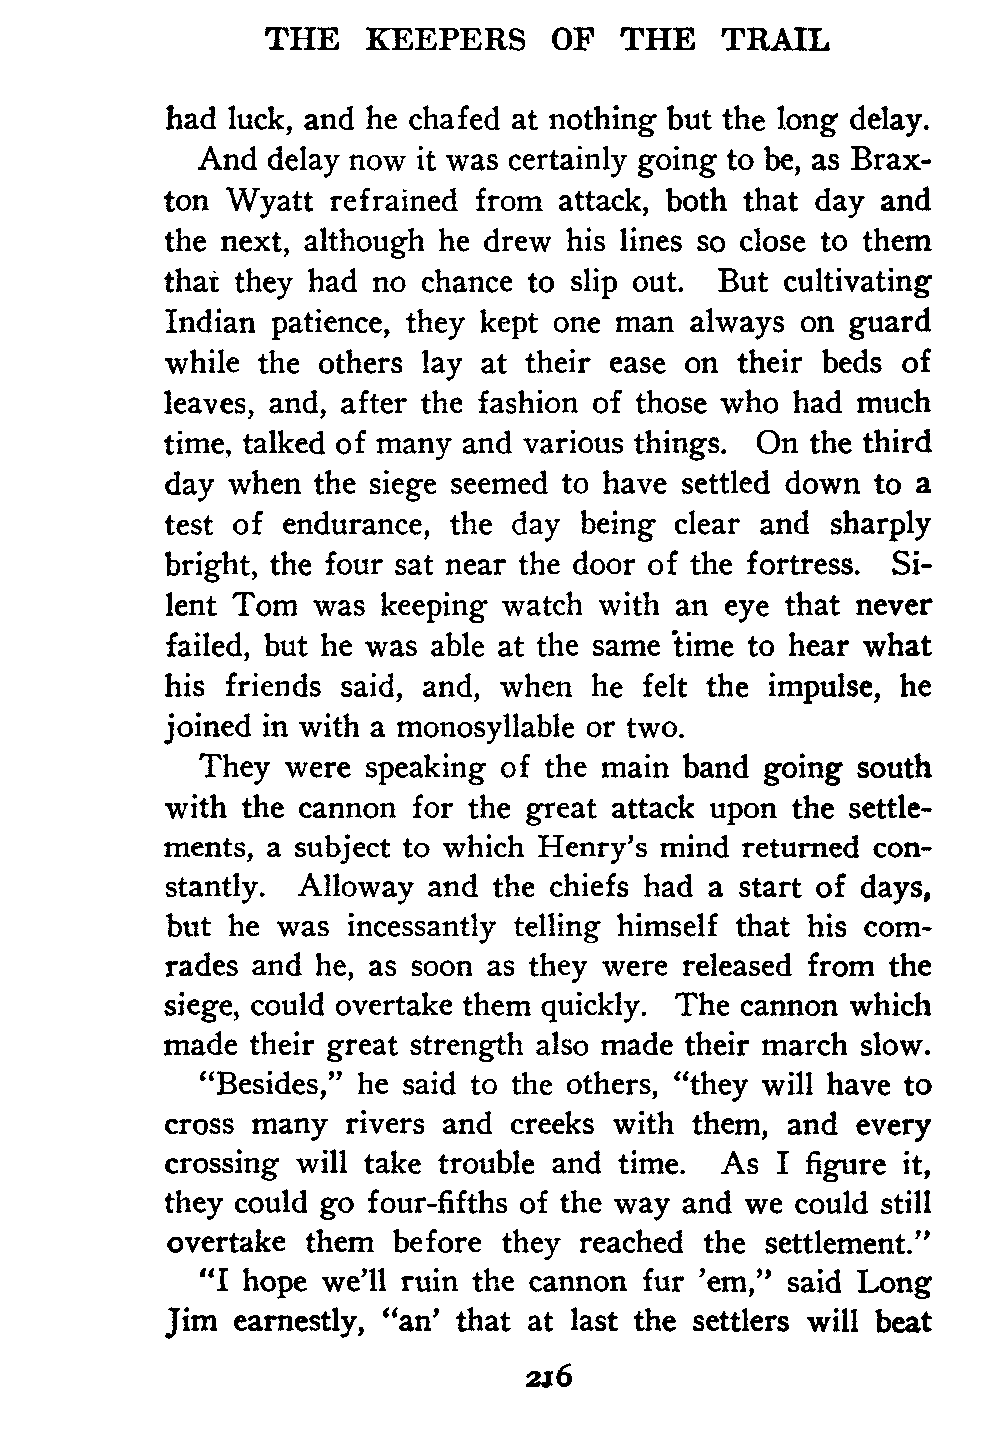 THE KEEPERS OF THE TRAIL
had luck, and he chafed at nothing but the long delay.
And delay now it was certainly going to be, as Brax-
ton Wyatt refrained from attack, both that day and
the next, although he drew his lines so close to them
that they had no chance to slip out. But cultivating
Indian patience, they kept one man always on guard
while the others lay at their ease on their beds of
leaves, and, after the fashion of those who had much
time, talked of many and various things. On the third
day when the siege seemed to have settled down to a
test of endurance, the day being clear and sharply
bright, the four sat near the door of the fortress. Si-
lent Tom was keeping watch with an eye that never
failed, but he was able at the same time to hear what
his friends said, and, when he felt the impulse, he
joined in with a monosyllable or two.
They were speaking of the main band going south
with the cannon for the great attack upon the settle-
ments, a subject to which Henry's mind returned con-
stantly. Alloway and the chiefs had a start of days,
but he was incessantly telling himself that his com-
rades and he, as soon as they were released from the
siege, could overtake them quickly. The cannon which
made their great strength also made their march slow.
“Besides,” he said to the others, “they will have to
cross many rivers and creeks with them, and every
crossing will take trouble and time. As I figure it,
they could go four-fifths of the way and we could still
overtake them before they reached the settlement.”
“I hope we'll ruin the cannon fur 'em,” said Long
Jim earnestly, “an' that at last the settlers will beat
216